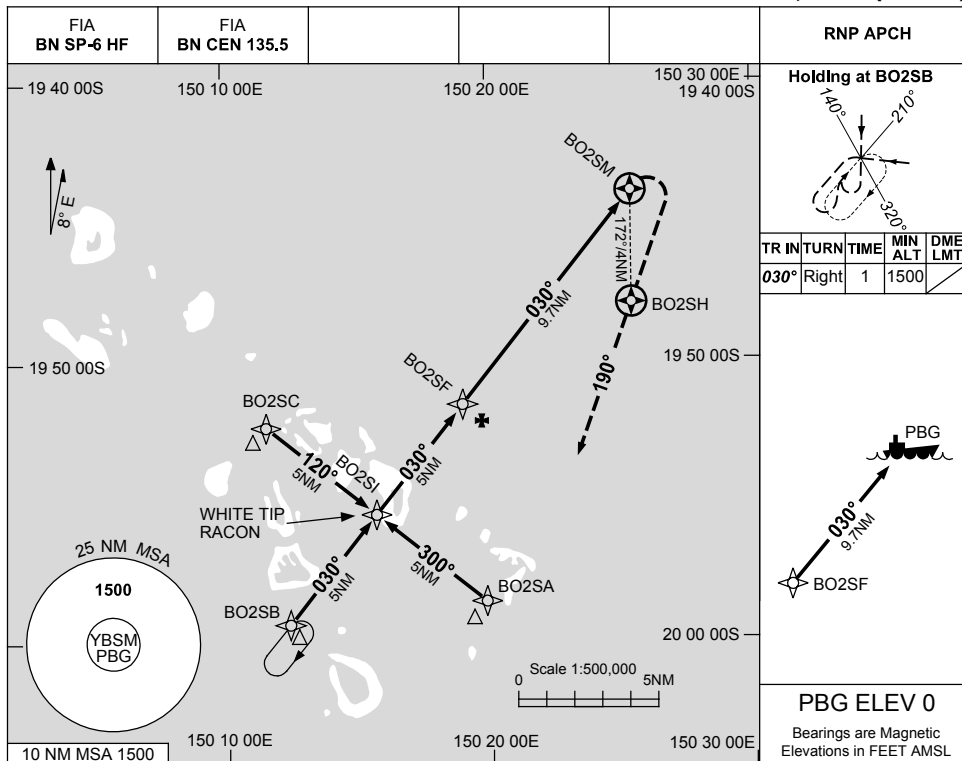 FIA
BN SP-6 HF
FIA
BN CEN 135.5
RNP APCH
19 40 00S
150 10 00E
150 20 00E
150 30 00E
19 40 00S
8° E
BO2SM
172°/4NM
BO2SH
030°
9.7NM
190°
19 50 00S
19 50 00S
BO2SF
BO2SC
120°
5NM
BO2SI
030°
5NM
WHITE TIP
RACON
300°
5NM
BO2SA
030°
5NM
BO2SB
25 NM MSA
1500
YBSM
PBG
20 00 00S
Scale 1:500,000
0
5NM
10 NM MSA 1500
150 10 00E
150 20 00E
150 30 00E
Holding at BO2SB
140°
210°
320°
TR IN TURN TIME MIN ALT DME LMT
030° Right 1 1500
PBG
030°
9.7NM
BO2SF
PBG ELEV 0
Bearings are Magnetic
Elevations in FEET AMSL